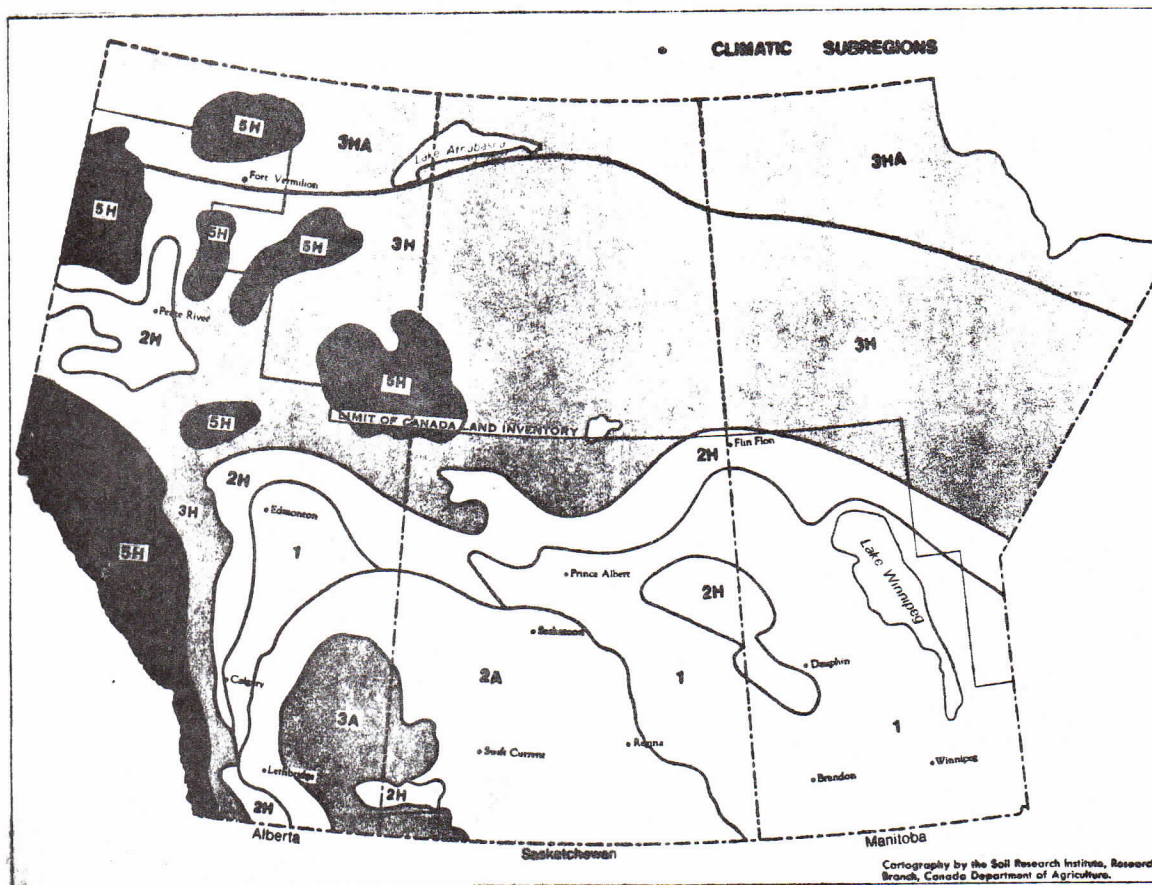 • CLIMATIC SUBREGIONS
5H
3HA
Lake Athabasca
3HA
Fort Vermilion
5H
5H
5H
3H
Peace River
2H
3H
5H
5H
LIMIT OF CANADA LAND INVENTORY
Flin Flon
2H
2H
3H
Edmonton
5H
1
Lake Winnipeg
Prince Albert
2H
Saskatoon
Dauphin
Calgary
2A
1
3A
1
Swift Current
Regina
Lethbridge
Winnipeg
Brandon
2H
2H
Alberta
Saskatchewan
Manitoba
Cartography by the Soil Research Institute, Research
Branch, Canada Department of Agriculture.